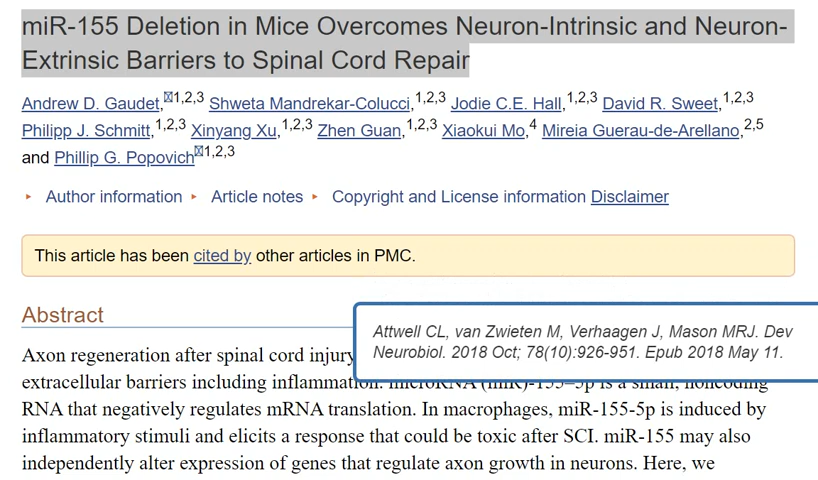 miR-155 Deletion in Mice Overcomes Neuron-Intrinsic and Neuron-
Extrinsic Barriers to Spinal Cord Repair
Andrew D. Gaudet,1,2,3 Shweta Mandrekar-Colucci,1,2,3 Jodie C.E. Hall,1,2,3 David R. Sweet,1,2,3
Philipp J. Schmitt,1,2,3 Xinyang Xu,1,2,3 Zhen Guan,1,2,3 Xiaokui Mo,4 Mireia Guerau-de-Arellano,2,5
and Phillip G. Popovich1,2,3
Author information Article notes Copyright and License information Disclaimer
This article has been cited by other articles in PMC.
Abstract
Attwell CL, van Zwieten M, Verhaagen J, Mason MRJ. Dev
Neurobiol. 2018 Oct; 78(10):926-951. Epub 2018 May 11.
Axon regeneration after spinal cord injury
extracellular barriers including inflammation. microRNA (miR)-155–5p is a small, noncoding
RNA that negatively regulates mRNA translation. In macrophages, miR-155-5p is induced by
inflammatory stimuli and elicits a response that could be toxic after SCI. miR-155 may also
independently alter expression of genes that regulate axon growth in neurons. Here, we